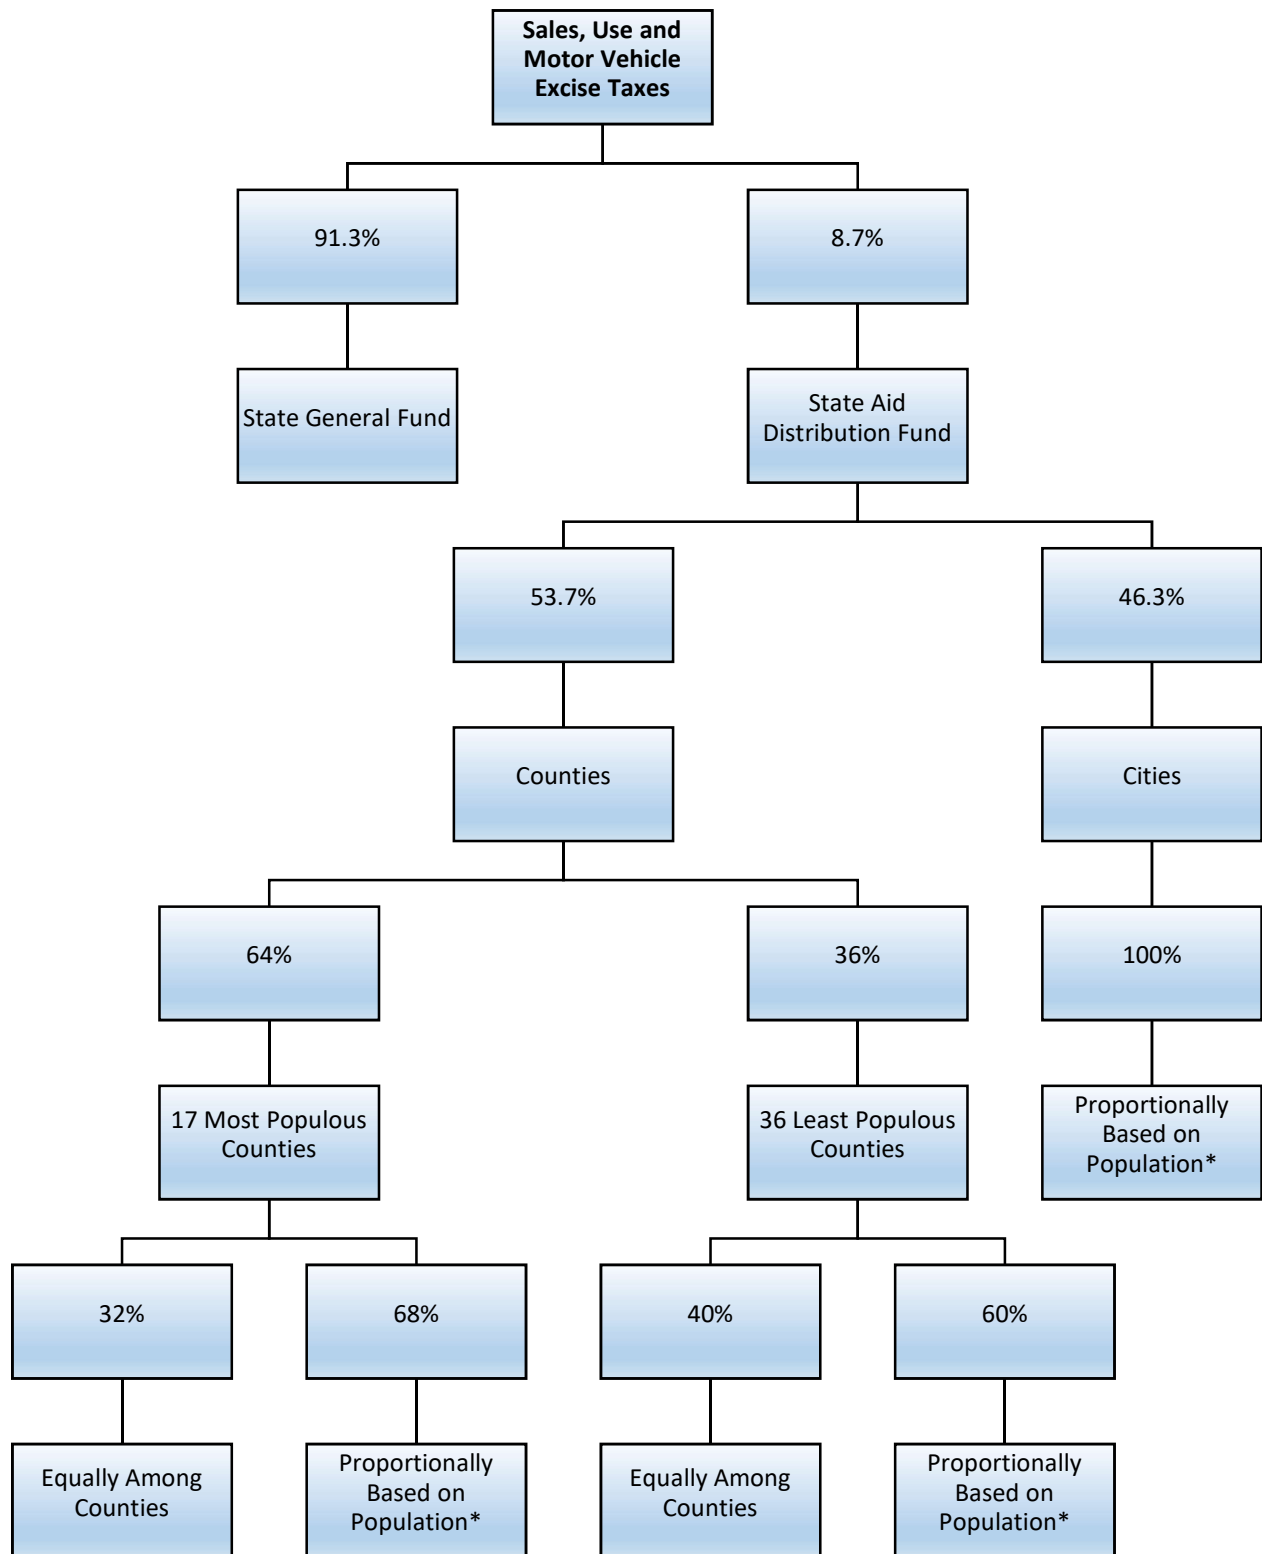 Sales, Use and
Motor Vehicle
Excise Taxes
91.3%
8.7%
State General Fund
State Aid
Distribution Fund
53.7%
46.3%
Counties
Cities
64%
36%
100%
17 Most Populous
Counties
36 Least Populous
Counties
Proportionally
Based on
Population*
32%
68%
40%
60%
Equally Among
Counties
Proportionally
Based on
Population*
Equally Among
Counties
Proportionally
Based on
Population*